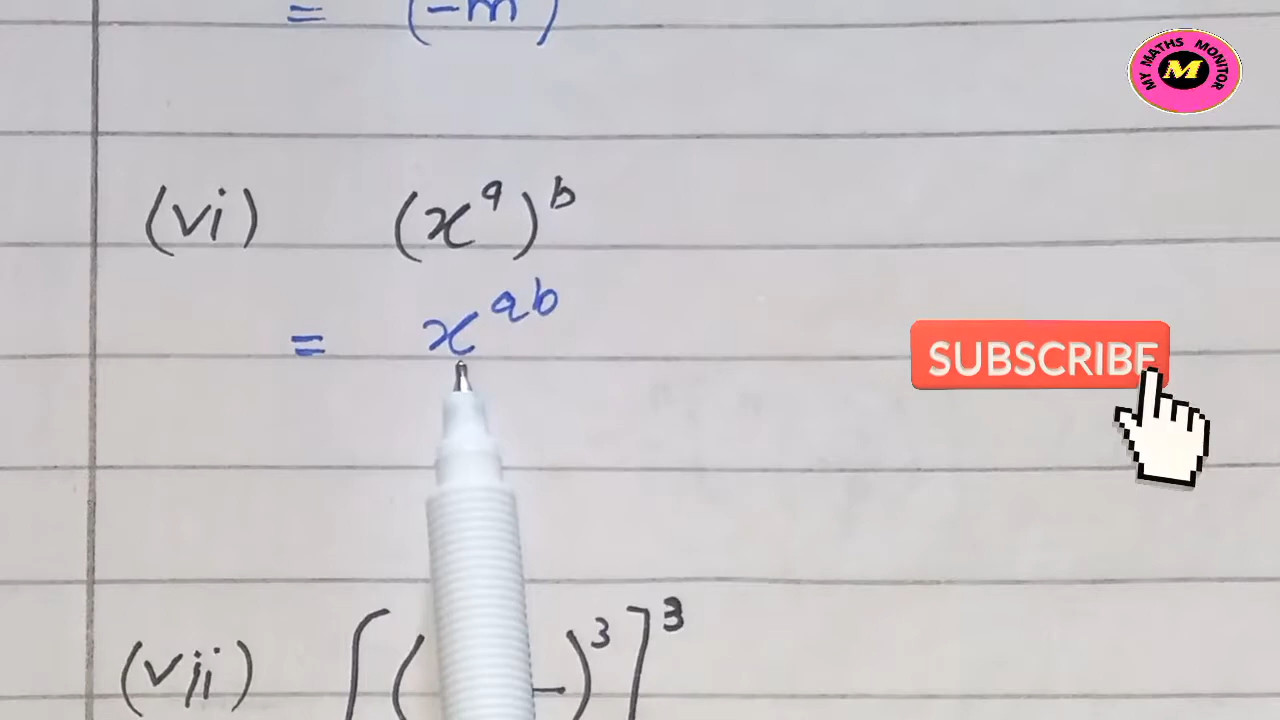 = (-m )
MY MATHS MONITOR
M
(vi) (x^a)^b
= x^ab
SUBSCRIBE
(vii) [( )^3]^3